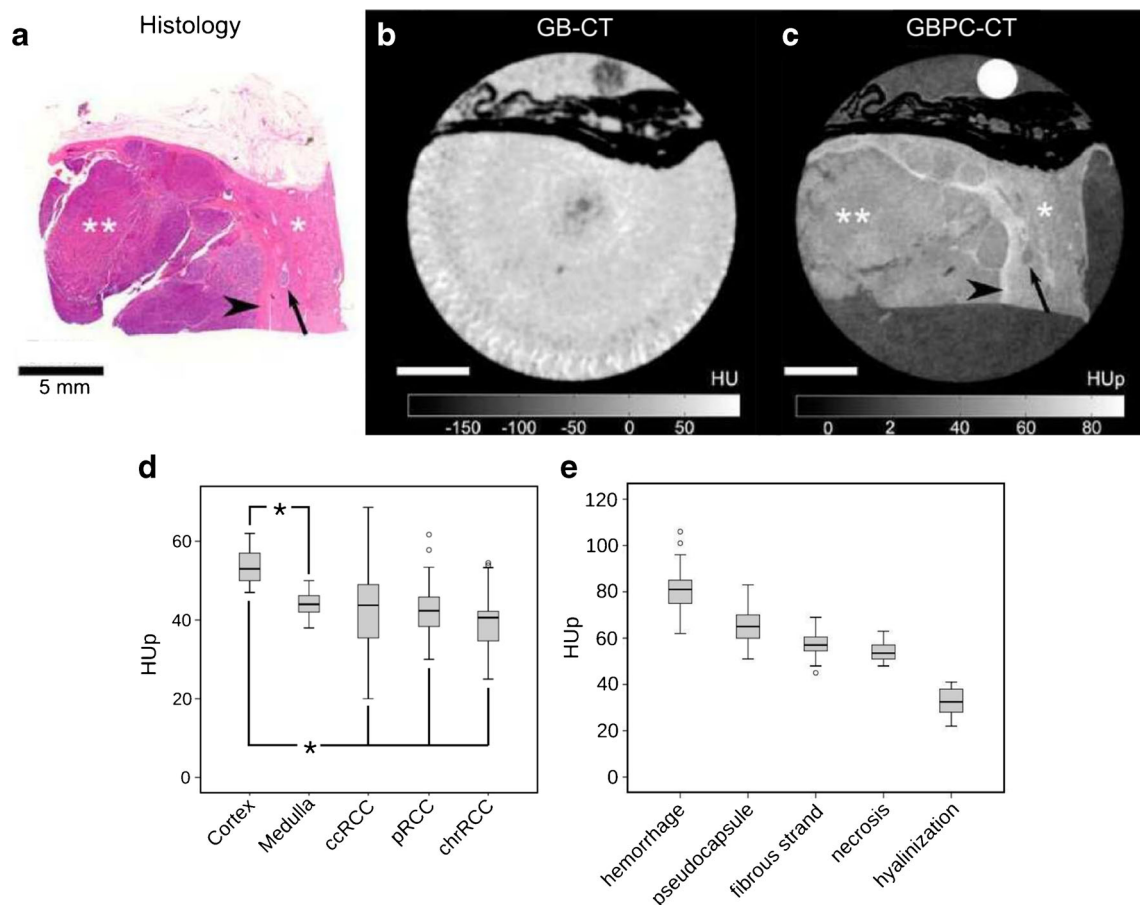 a
Histology
**
*
5 mm
b
GB-CT
HU
-150 -100 -50 0 50
c
GBPC-CT
**
*
HUp
0 20 40 60 80
d
HUp
60
40
20
0
*
*
Cortex
Medulla
ccRCC
pRCC
chrRCC
e
HUp
120
100
80
60
40
20
0
hemorrhage
pseudocapsule
fibrous strand
necrosis
hyalinization